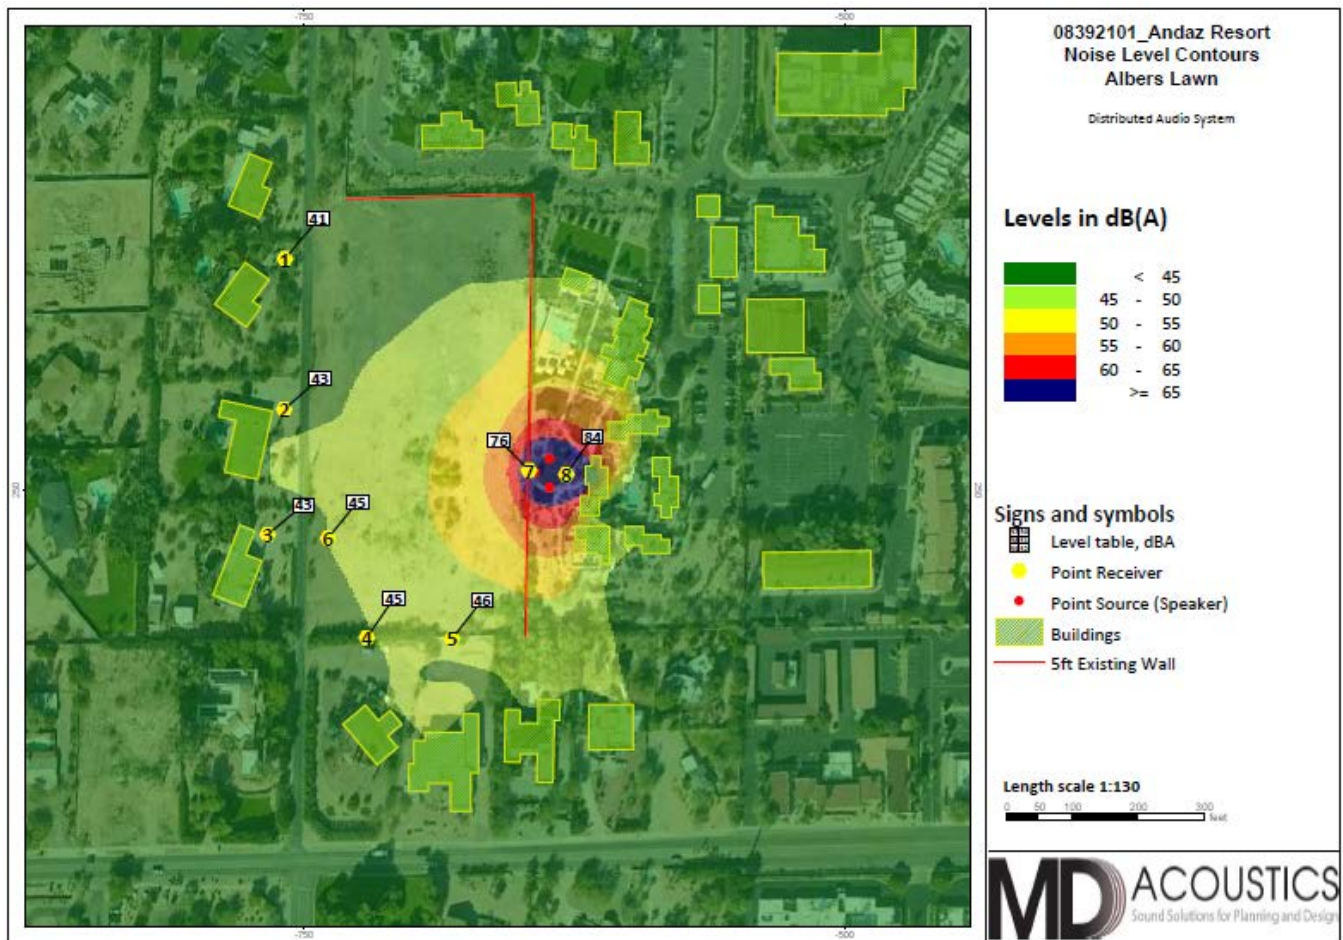 -750 -500
08392101_Andaz Resort
Noise Level Contours
Albers Lawn
Distributed Audio System
Levels in dB(A)
< 45
45 - 50
50 - 55
55 - 60
60 - 65
>= 65
41
1
43
2
76
84
7
8
250
250
43
45
3
6
45
46
4
5
Signs and symbols
Level table, dBA
Point Receiver
Point Source (Speaker)
Buildings
5ft Existing Wall
Length scale 1:130
0 50 100 200 300
feet
MD ACOUSTICS
Sound Solutions for Planning and Design
-750 -500